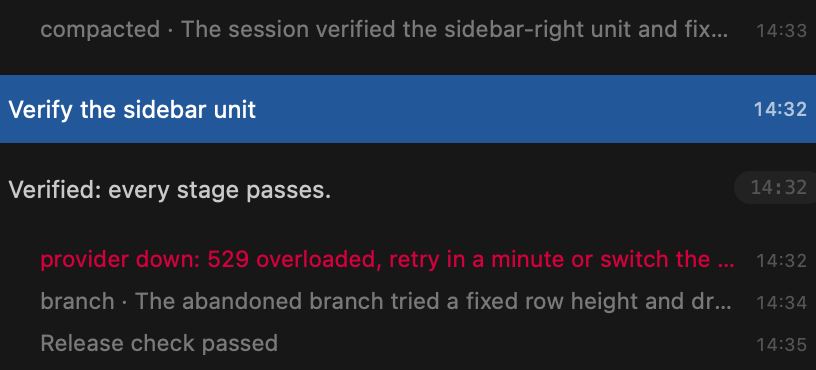 compacted · The session verified the sidebar-right unit and fix... 14:33
Verify the sidebar unit 14:32
Verified: every stage passes. 14:32
provider down: 529 overloaded, retry in a minute or switch the ... 14:32
branch · The abandoned branch tried a fixed row height and dr... 14:34
Release check passed 14:35